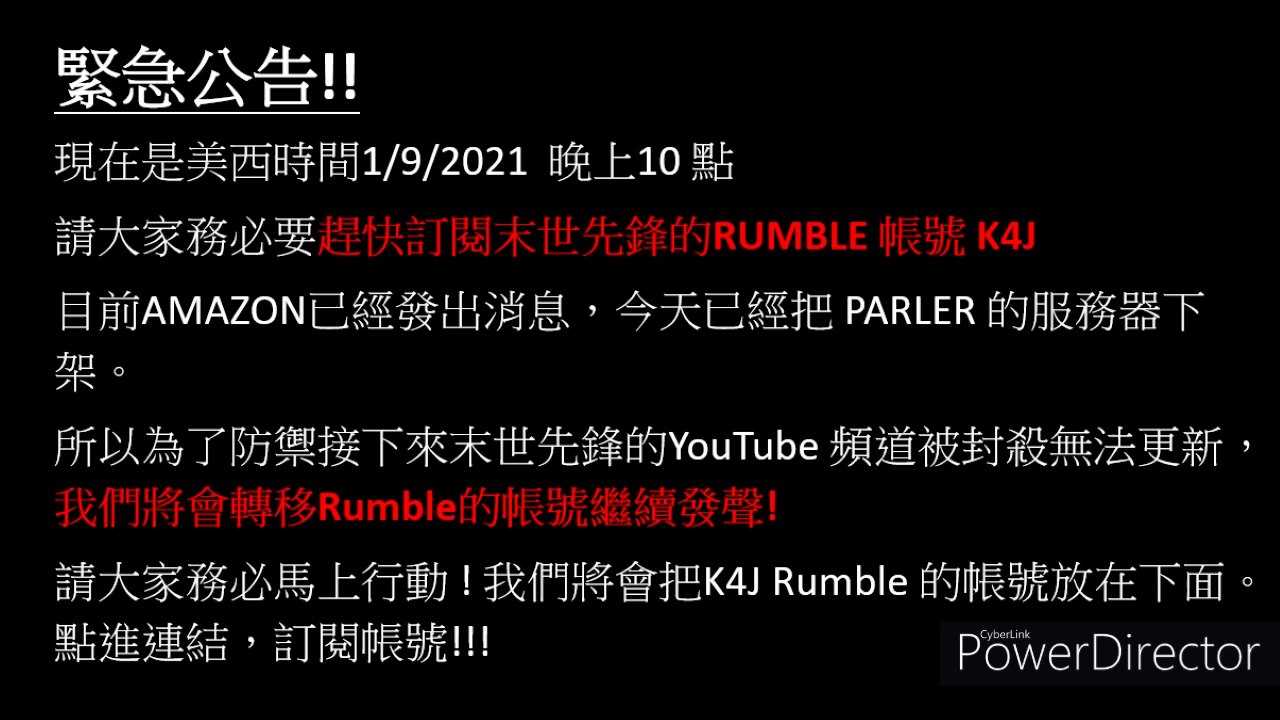 緊急公告!!
現在是美西時間1/9/2021 晚上10 點
請大家務必要趕快訂閱末世先鋒的RUMBLE 帳號 K4J
目前AMAZON已經發出消息，今天已經把 PARLER 的服務器下
架。
所以為了防禦接下來末世先鋒的YouTube 頻道被封殺無法更新，
我們將會轉移Rumble的帳號繼續發聲!
請大家務必馬上行動！我們將會把K4J Rumble 的帳號放在下面。
點進連結，訂閱帳號!!!
CyberLink
PowerDirector